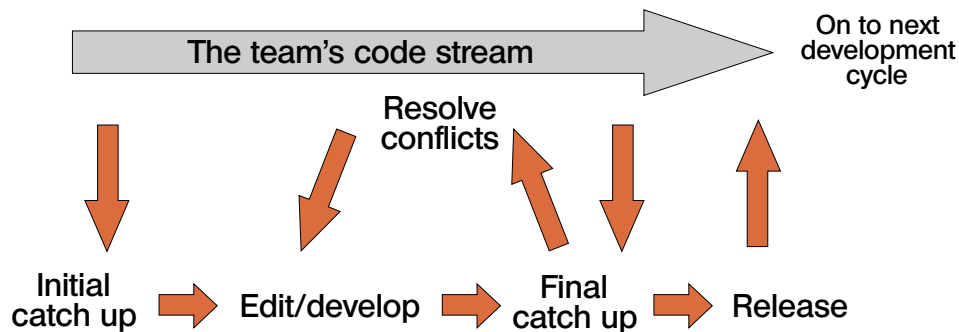 The team’s code stream
On to next
development
cycle
Resolve
conflicts
Initial
catch up
Edit/develop
Final
catch up
Release